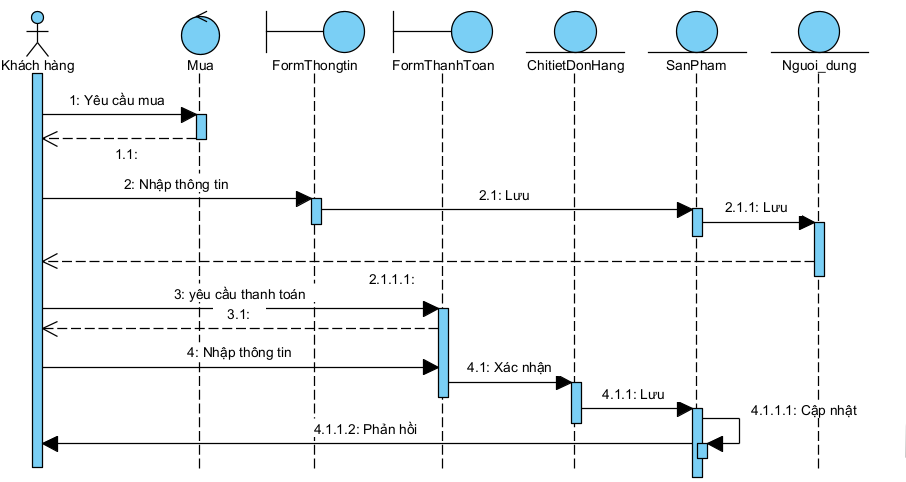 Khách hàng
Mua
FormThongtin
FormThanhToan
ChitietDonHang
SanPham
Nguoi_dung
1: Yêu cầu mua
1.1:
2: Nhập thông tin
2.1: Lưu
2.1.1: Lưu
2.1.1.1:
3: yêu cầu thanh toán
3.1:
4: Nhập thông tin
4.1: Xác nhận
4.1.1: Lưu
4.1.1.1: Cập nhật
4.1.1.2: Phản hồi